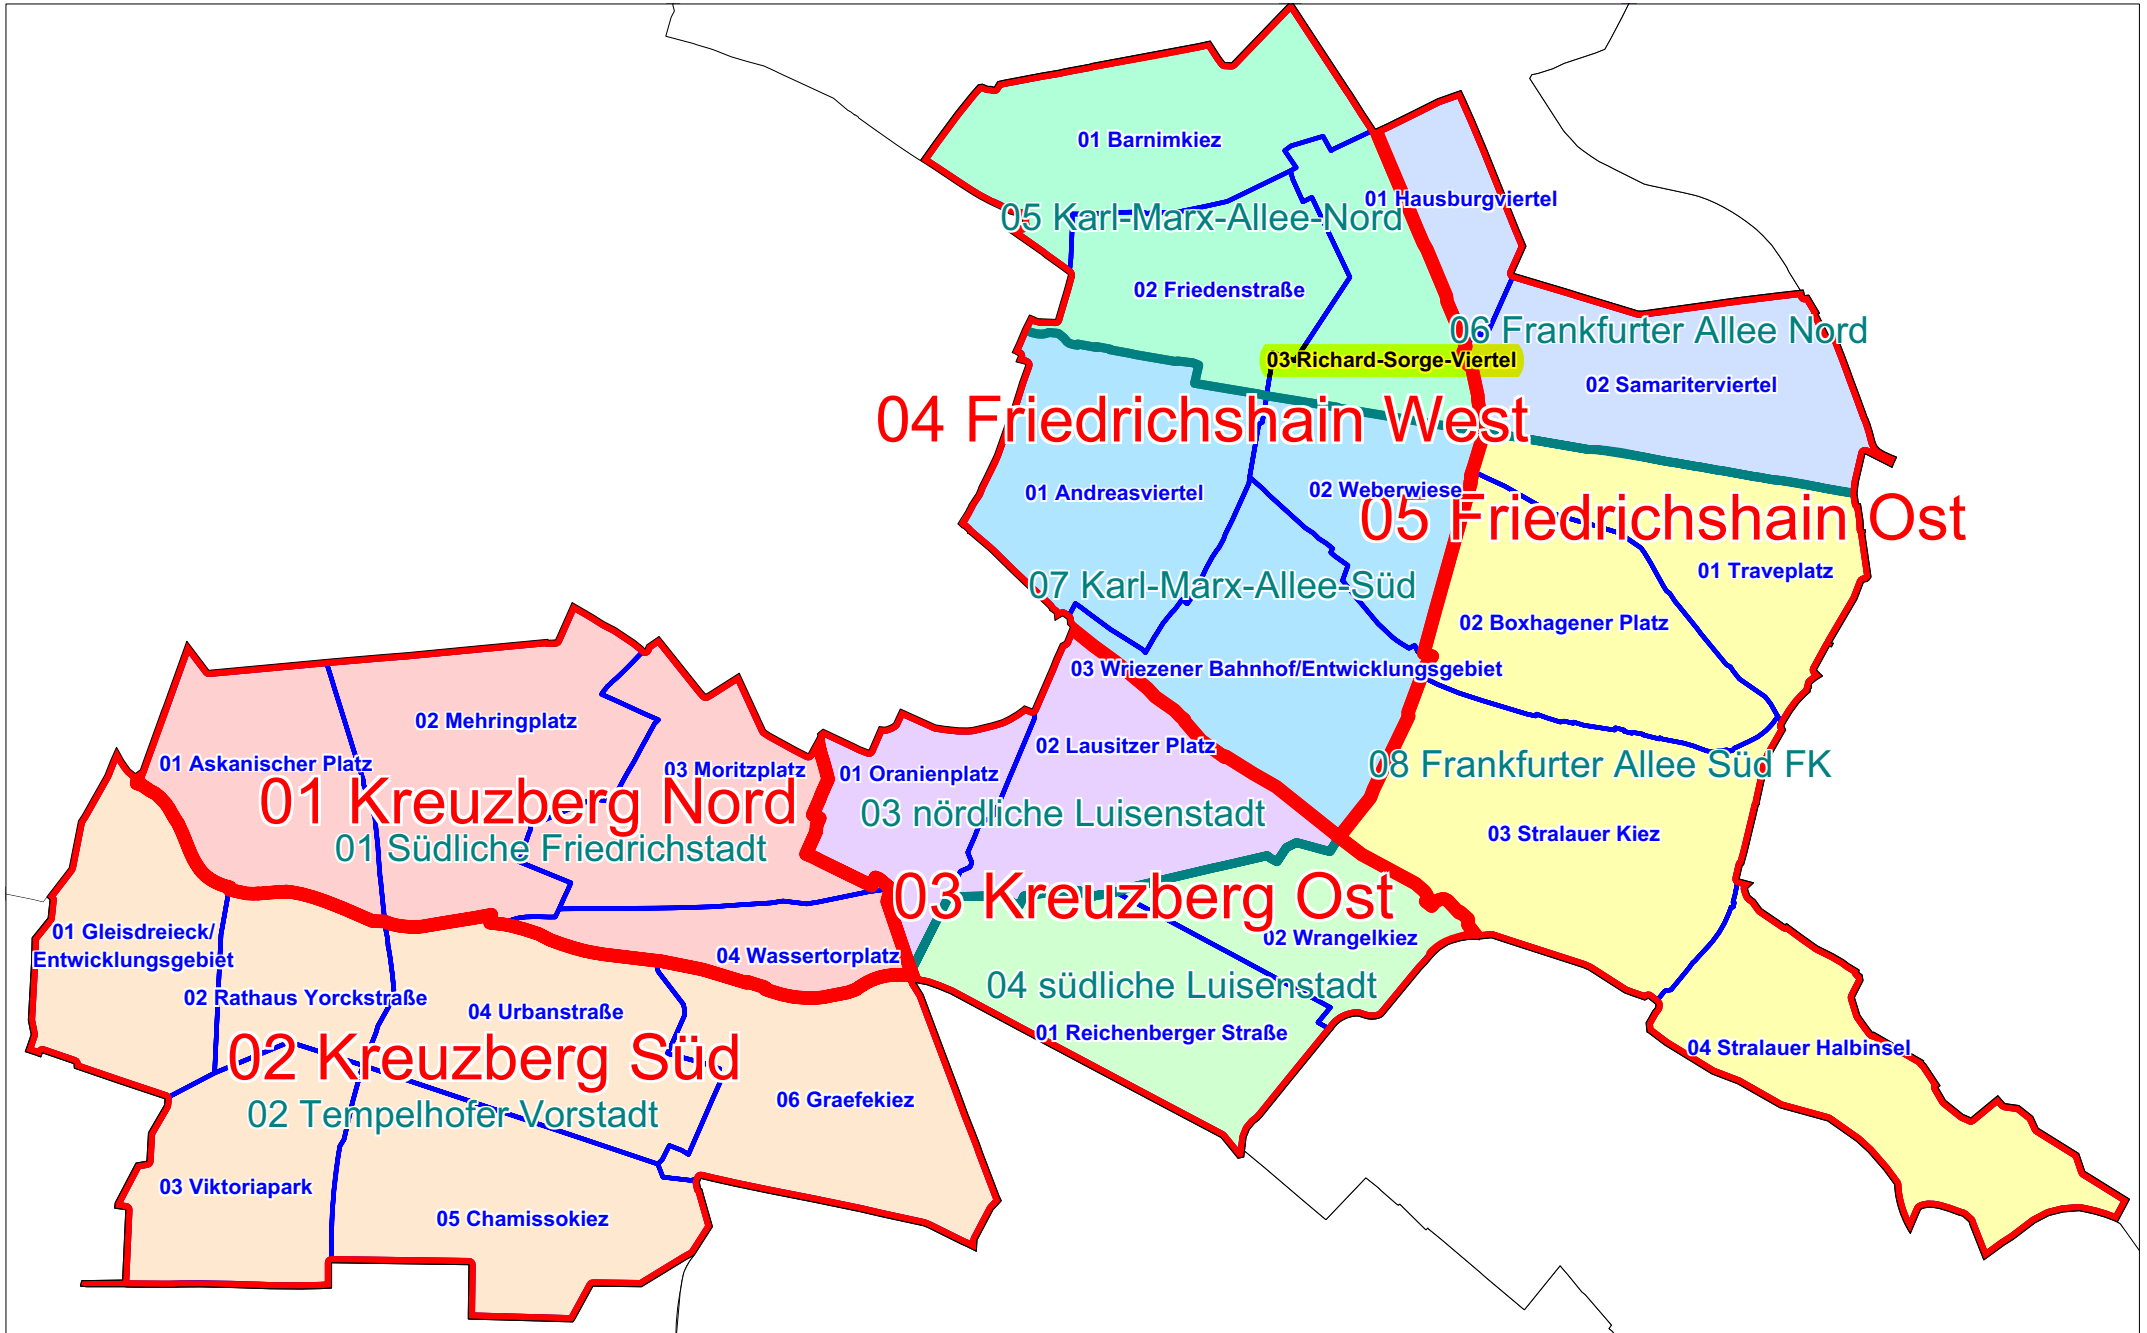 01 Barnimkiez
01 Hausburgviertel
05 Karl-Marx-Allee-Nord
02 Friedenstraße
06 Frankfurter Allee Nord
03 Richard-Sorge-Viertel
02 Samariterviertel
04 Friedrichshain West
01 Andreasviertel
02 Weberwiese
05 Friedrichshain Ost
01 Traveplatz
07 Karl-Marx-Allee-Süd
02 Boxhagener Platz
03 Wriezener Bahnhof/Entwicklungsgebiet
02 Mehringplatz
02 Lausitzer Platz
01 Askanischer Platz
03 Moritzplatz
01 Oranienplatz
08 Frankfurter Allee Süd FK
01 Kreuzberg Nord
03 nördliche Luisenstadt
03 Stralauer Kiez
01 Südliche Friedrichstadt
03 Kreuzberg Ost
01 Gleisdreieck/
Entwicklungsgebiet
02 Wrangelkiez
04 Wassertorplatz
04 südliche Luisenstadt
02 Rathaus Yorckstraße
04 Urbanstraße
01 Reichenberger Straße
04 Stralauer Halbinsel
02 Kreuzberg Süd
06 Graefekiez
02 Tempelhofer Vorstadt
03 Viktoriapark
05 Chamissokiez